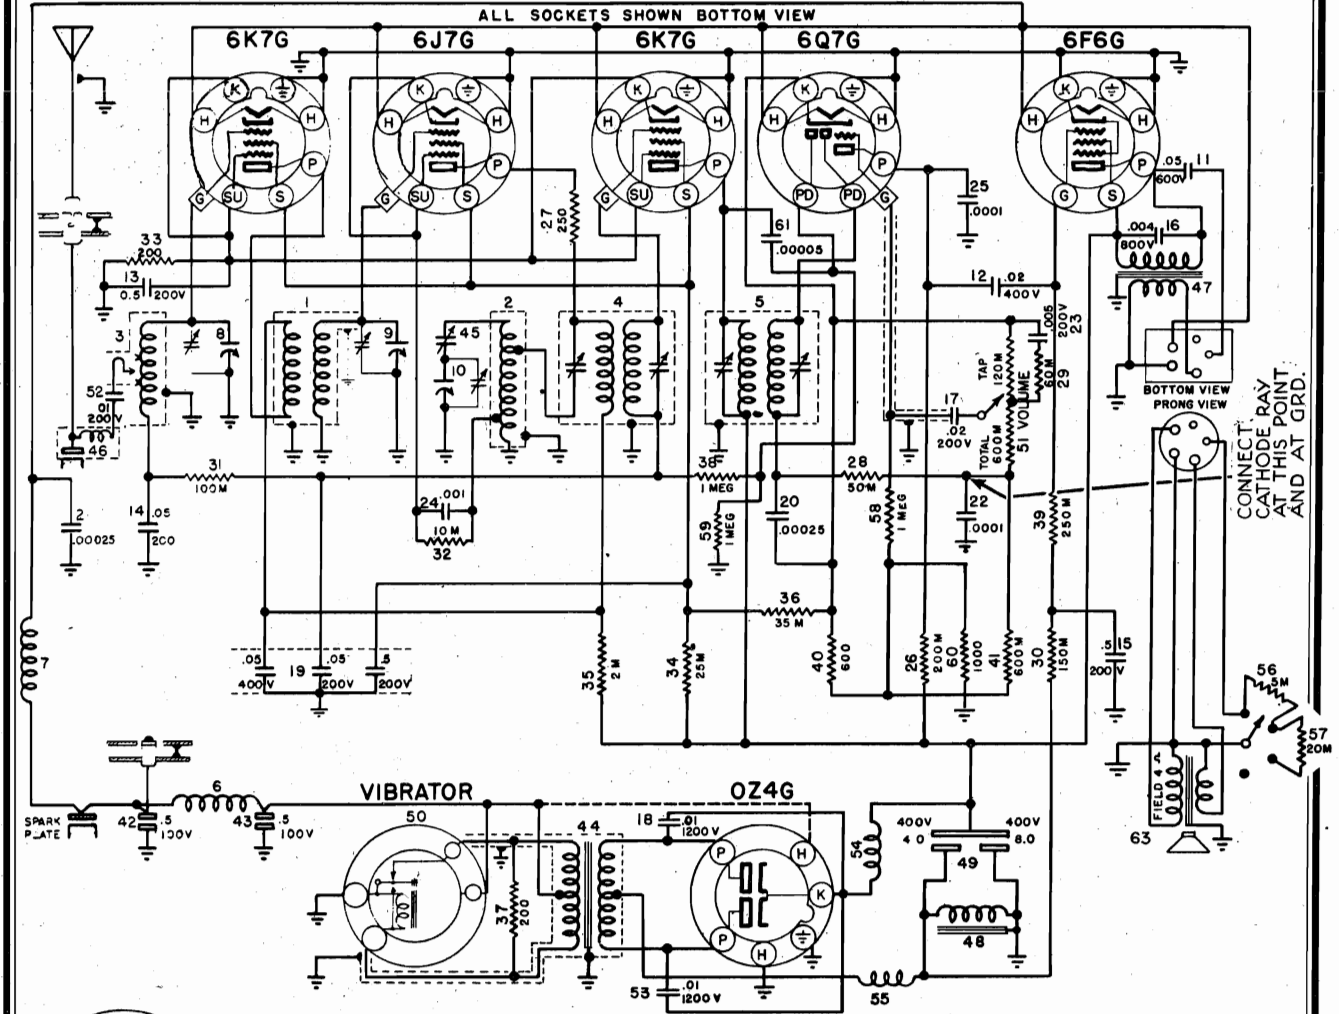 ALL SOCKETS SHOWN BOTTOM VIEW
6K7G
6J7G
6K7G
6Q7G
6F6G
K
H
H
P
G
SU
S
K
H
H
P
G
SU
S
K
H
H
P
G
SU
S
K
H
H
P
PD
PD
G
K
H
H
P
G
S
.05
11
600V
25
.0001
27
250
61
.00005
.004 16
800V
47
33
200
13
0.5
200V
12
.02
400V
.005
200V
23
3
8
1
9
45
10
2
4
5
TAP
120M
60M
29
51 VOLUME
TOTAL
600M
17
.02
200V
BOTTOM VIEW
PRONG VIEW
52
.01
200V
46
31
100M
38
1 MEG
28
50M
CONNECT
CATHODE RAY
AT THIS POINT
AND AT GRD.
2
.00025
14
.05
200
24
.001
10 M
32
59
1 MEG
20
.00025
58
1 MEG
22
.0001
39
250M
36
35 M
7
.05
400V
19
.05
200V
.5
200V
35
2 M
34
25M
40
600
26
200M
60
1000
41
600M
30
150M
.5
15
200V
56
.5M
57
20M
FIELD 4 Ω
63
SPARK
PLATE
42
.5
100V
6
43
.5
100V
VIBRATOR
50
37
200
44
OZ4G
18
.01
1200V
P
H
K
P
H
53
.01
1200V
54
55
400V
4 0
400V
8.0
49
48